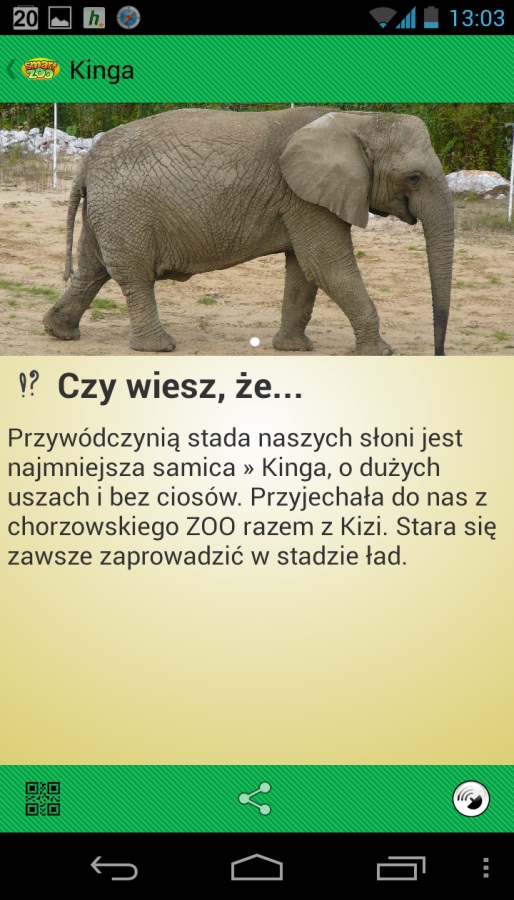 20
h
13:03
smart
ZOO
Kinga
!? Czy wiesz, że...
Przywódczynią stada naszych słoni jest
najmniejsza samica » Kinga, o dużych
uszach i bez ciosów. Przyjechała do nas z
chorzowskiego ZOO razem z Kizi. Stara się
zawsze zaprowadzić w stadzie ład.